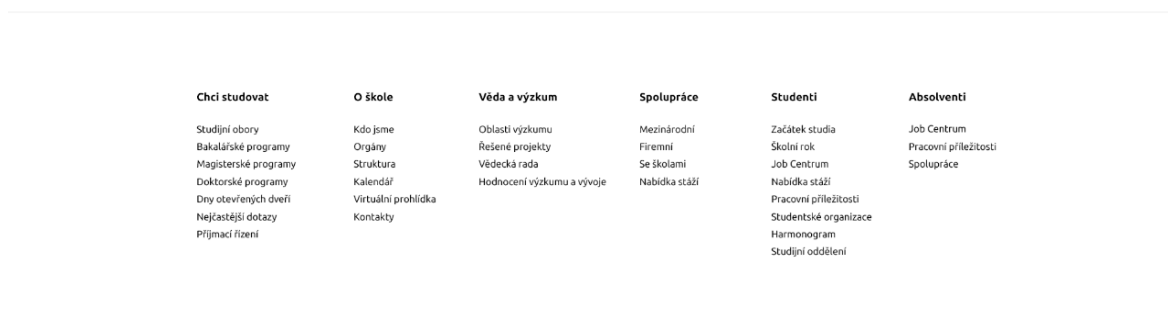 Chci studovat
Studijní obory
Bakalářské programy
Magisterské programy
Doktorské programy
Dny otevřených dveří
Nejčastější dotazy
Příjmací řízení
O škole
Kdo jsme
Orgány
Struktura
Kalendář
Virtuální prohlídka
Kontakty
Věda a výzkum
Oblasti výzkumu
Řešené projekty
Vědecká rada
Hodnocení výzkumu a vývoje
Spolupráce
Mezinárodní
Firemní
Se školami
Nabídka stáží
Studenti
Začátek studia
Školní rok
Job Centrum
Nabídka stáží
Pracovní příležitosti
Studentské organizace
Harmonogram
Studijní oddělení
Absolventi
Job Centrum
Pracovní příležitosti
Spolupráce